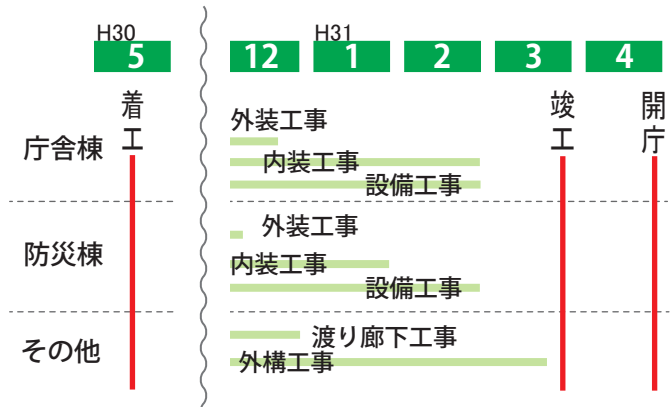 H30
H31
5
12
1
2
3
4
着工
竣工
開庁
庁舎棟
外装工事
内装工事
設備工事
防災棟
外装工事
内装工事
設備工事
その他
渡り廊下工事
外構工事